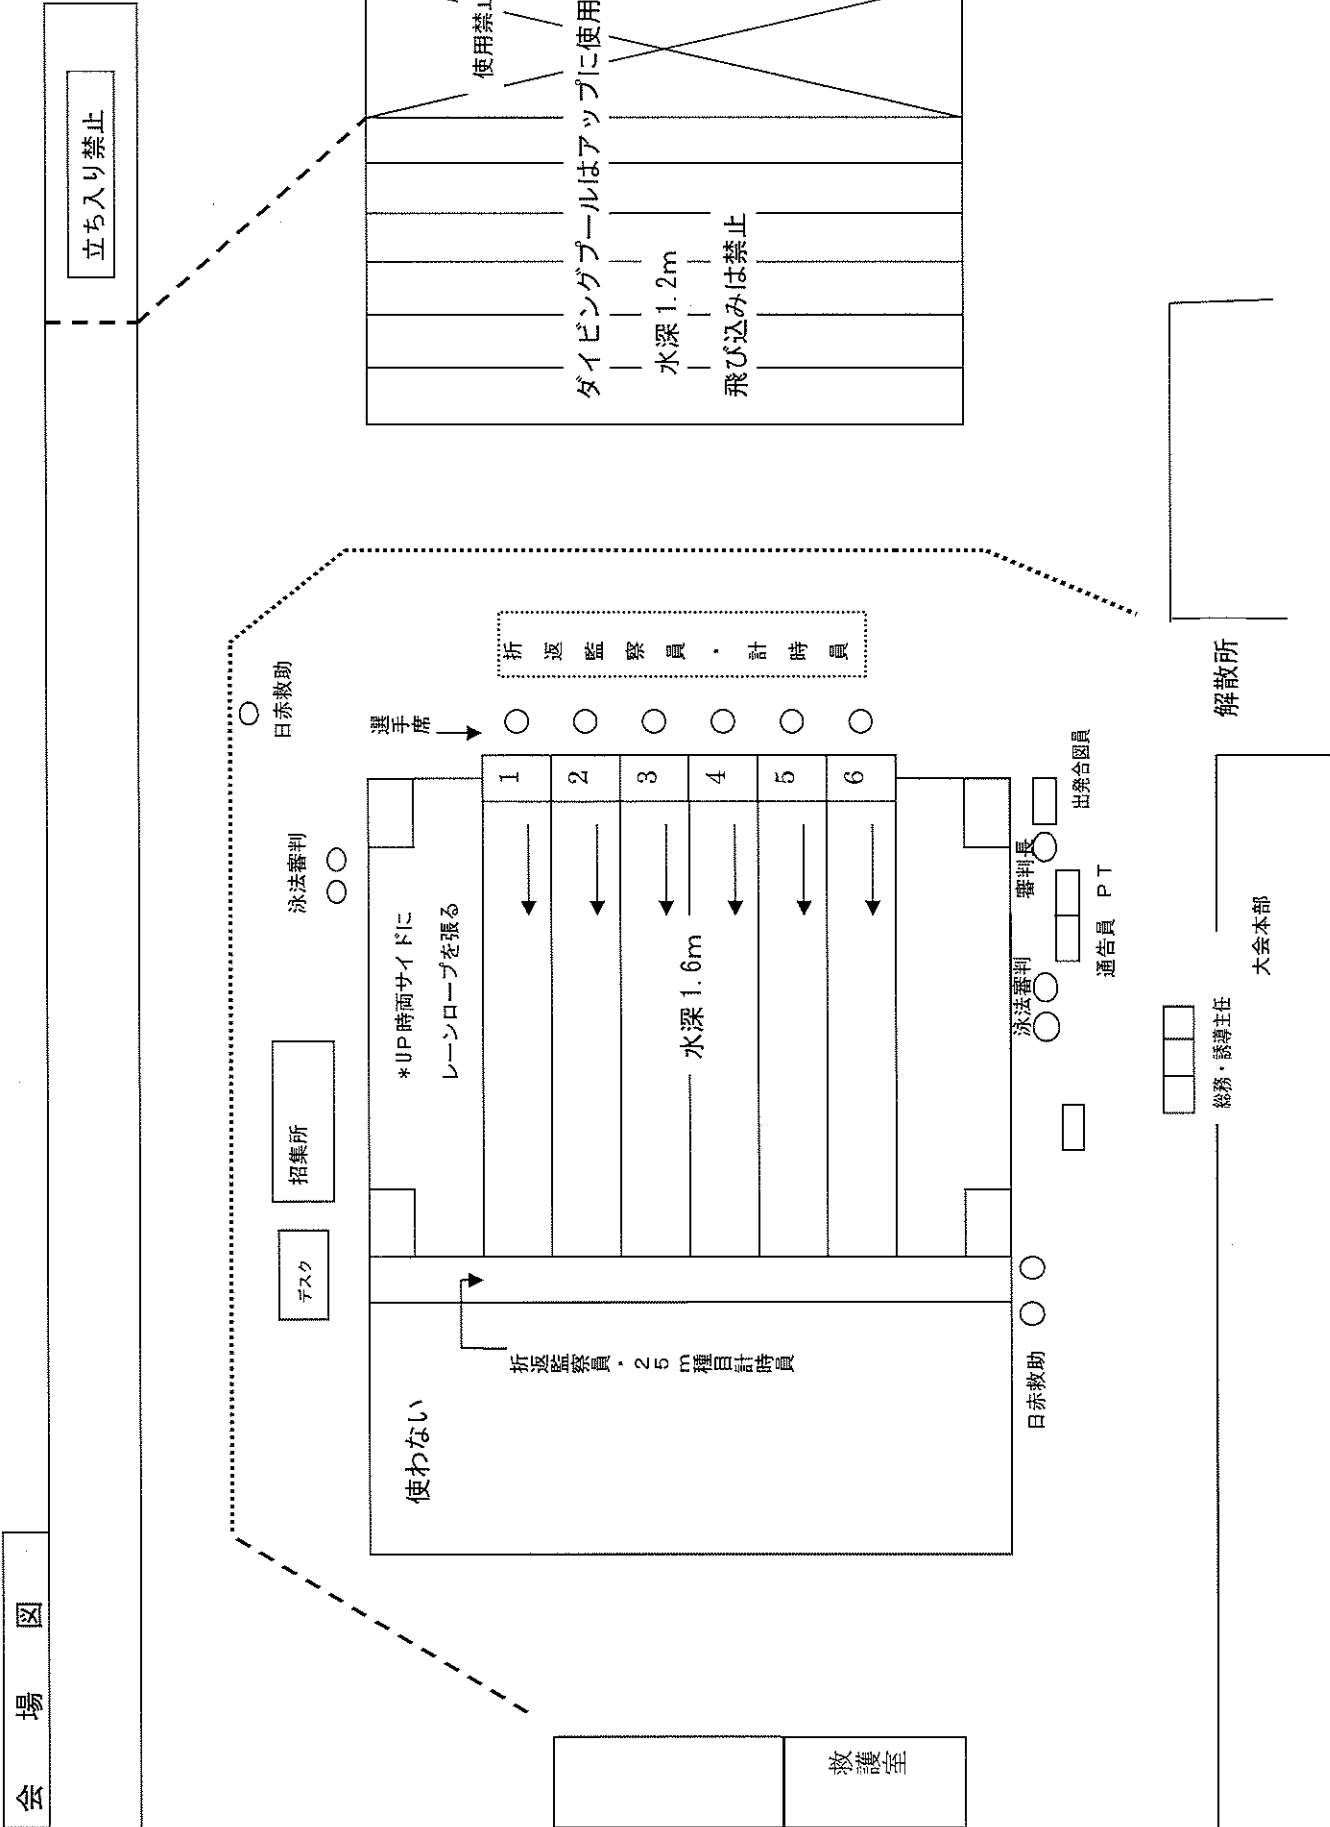 会 場 図
立ち入り禁止
使用禁止
ダイビングプールはアップに使用
水深1.2m
飛び込みは禁止
日赤救助
泳法審判
招集所
デスク
選手席
折返監察員・計時員
*UP時両サイドに
レーンロープを張る
1
2
3
4
5
6
水深1.6m
使わない
折返監察員・25m種目計時員
出発合図員
審判長
通告員 PT
泳法審判
日赤救助
総務・誘導主任
大会本部
解散所
救護室